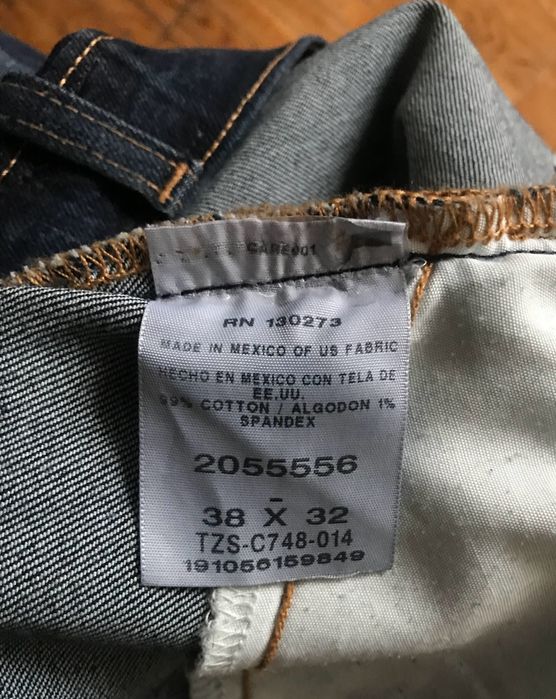 CARE001
RN 130273
MADE IN MEXICO OF US FABRIC
HECHO EN MEXICO CON TELA DE
EE.UU.
99% COTTON / ALGODON 1%
SPANDEX
2055556
-
38 X 32
TZS-C748-014
191056159849